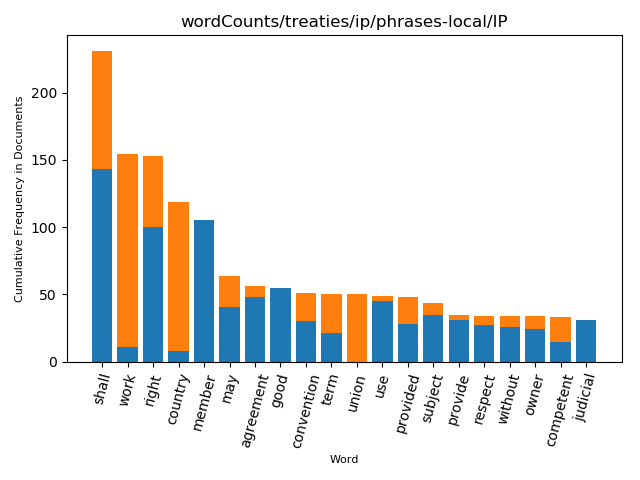 wordCounts/treaties/ip/phrases-local/IP
Cumulative Frequency in Documents
200
150
100
50
0
shall
work
right
country
member
may
agreement
good
convention
term
union
use
provided
subject
provide
respect
without
owner
competent
judicial
Word